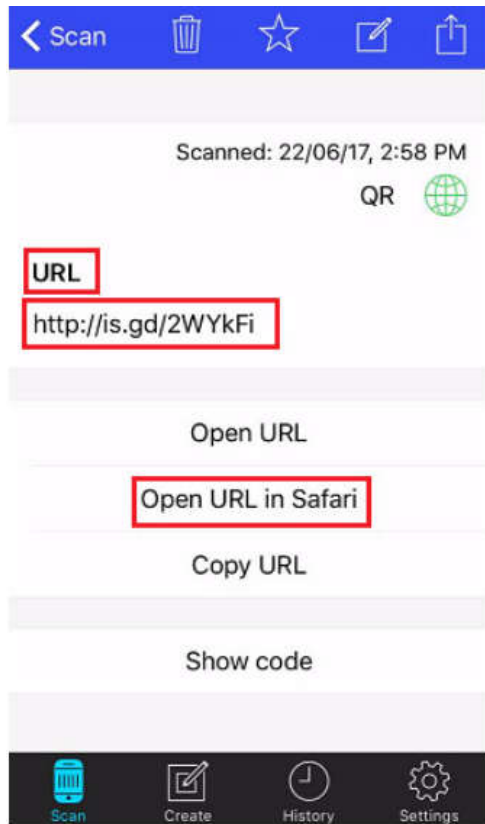 Scan
Scanned: 22/06/17, 2:58 PM
QR
URL
http://is.gd/2WYkFi
Open URL
Open URL in Safari
Copy URL
Show code
Scan Create History Settings